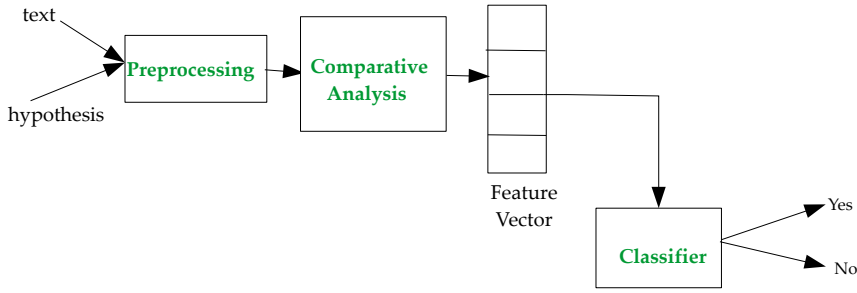 text
hypothesis
Preprocessing
Comparative
Analysis
Feature
Vector
Classifier
Yes
No